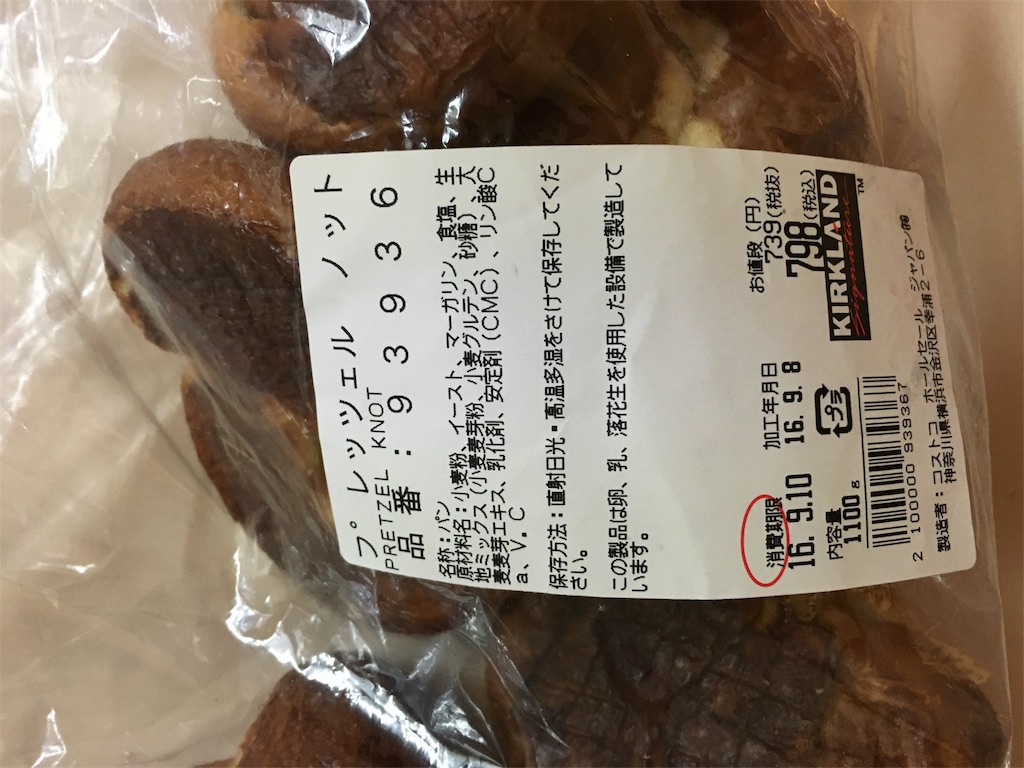 プレッツェル ノット
PRETZEL KNOT
品 番 : 9 3 9 3 6
名称:パン
原材料名:小麦粉、イースト、マーガリン、食塩、生
地ミックス(小麦麦芽粉、小麦グルテン、砂糖)、大
麦麦芽エキス、乳化剤、安定剤(CMC)、リン酸C
a、V.C
保存方法:直射日光・高温多湿をさけて保存してくだ
さい。
この製品は卵、乳、落花生を使用した設備で製造して
います。
消費期限
16. 9.10
加工年月日
16. 9. 8
お値段 (円)
739(税抜)
798(税込)
内容量
1100g
プラ
KIRKLAND
Signature™
2 100000 939367
製造者:コストコ ホールセール ジャパン㈱
神奈川県横浜市金沢区幸浦2-6